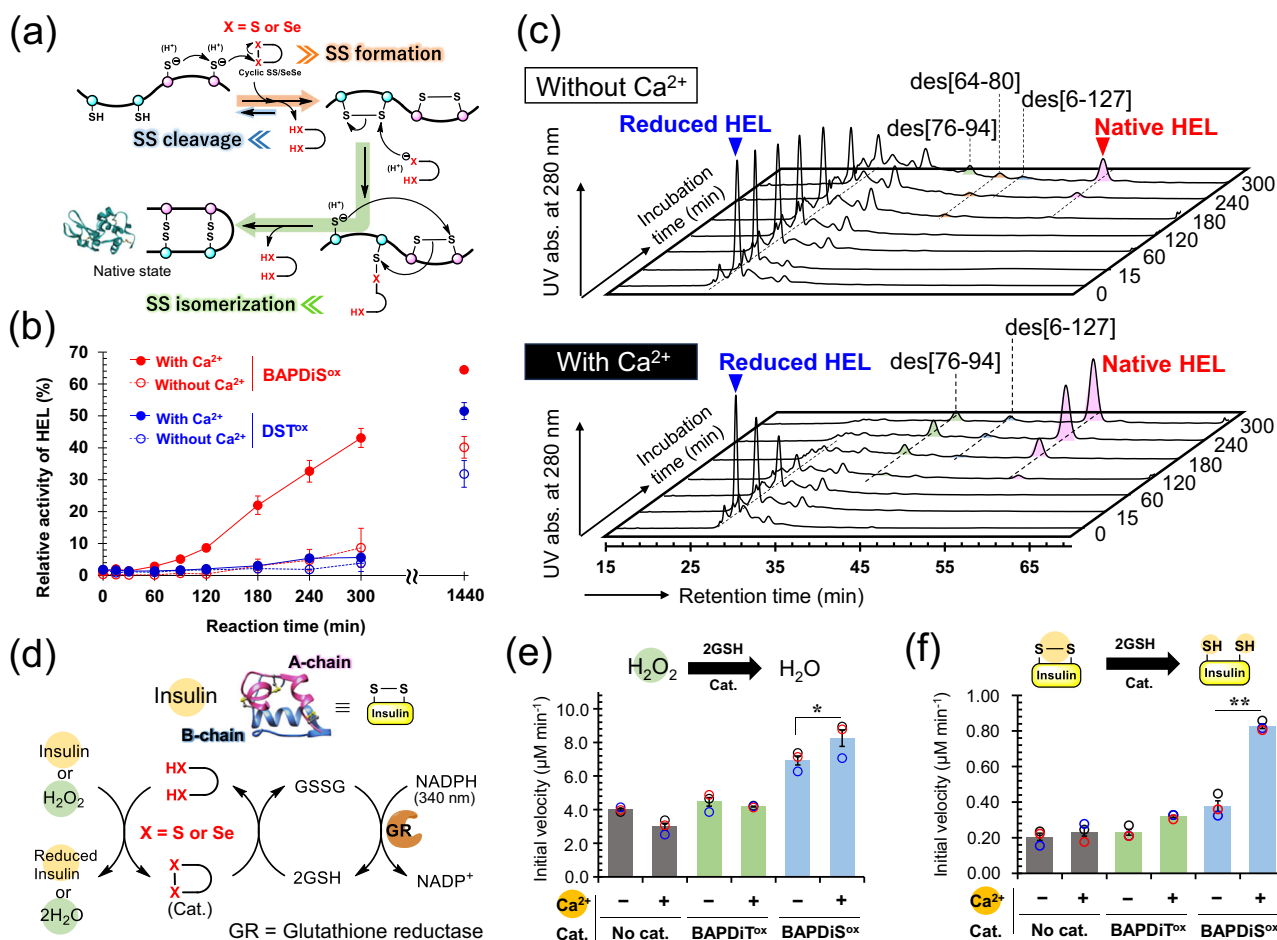 (a)
X = S or Se
(H⁺)
(H⁺)
S⊖
S⊖
X
X
SS formation
Cyclic SS/SeSe
SH
SH
HX
HX
SS cleavage
S
S
S
S
⊖X
(H⁺)
HX
(H⁺)
S⊖
S
S
S
S
S
S
S
X
HX
HX
HX
Native state
SS isomerization
(b)
Relative activity of HEL (%)
70
60
50
40
30
20
10
0
With Ca²⁺
Without Ca²⁺
BAPDiSᵒˣ
With Ca²⁺
Without Ca²⁺
DSTᵒˣ
0
60
120
180
240
300
1440
Reaction time (min)
(c)
Without Ca²⁺
des[64-80]
des[6-127]
des[76-94]
Reduced HEL
Native HEL
UV abs. at 280 nm
Incubation
time (min)
300
240
180
120
60
15
0
With Ca²⁺
des[6-127]
des[76-94]
Reduced HEL
Native HEL
UV abs. at 280 nm
Incubation
time (min)
300
240
180
120
60
15
0
15
25
35
45
55
65
Retention time (min)
(d)
A-chain
Insulin
B-chain
≡
S S
Insulin
Insulin
or
H₂O₂
HX
HX
GSSG
NADPH
(340 nm)
X = S or Se
GR
Reduced
Insulin
or
2H₂O
X
X
(Cat.)
2GSH
NADP⁺
GR = Glutathione reductase
(e)
H₂O₂
2GSH
Cat.
H₂O
Initial velocity (µM min⁻¹)
10.0
8.0
6.0
4.0
2.0
0.0
*
Ca²⁺
− + − + − +
Cat. No cat. BAPDiTᵒˣ BAPDiSᵒˣ
(f)
S S
Insulin
2GSH
Cat.
SH SH
Insulin
Initial velocity (µM min⁻¹)
1.00
0.80
0.60
0.40
0.20
0.00
**
Ca²⁺
− + − + − +
Cat. No cat. BAPDiTᵒˣ BAPDiSᵒˣ